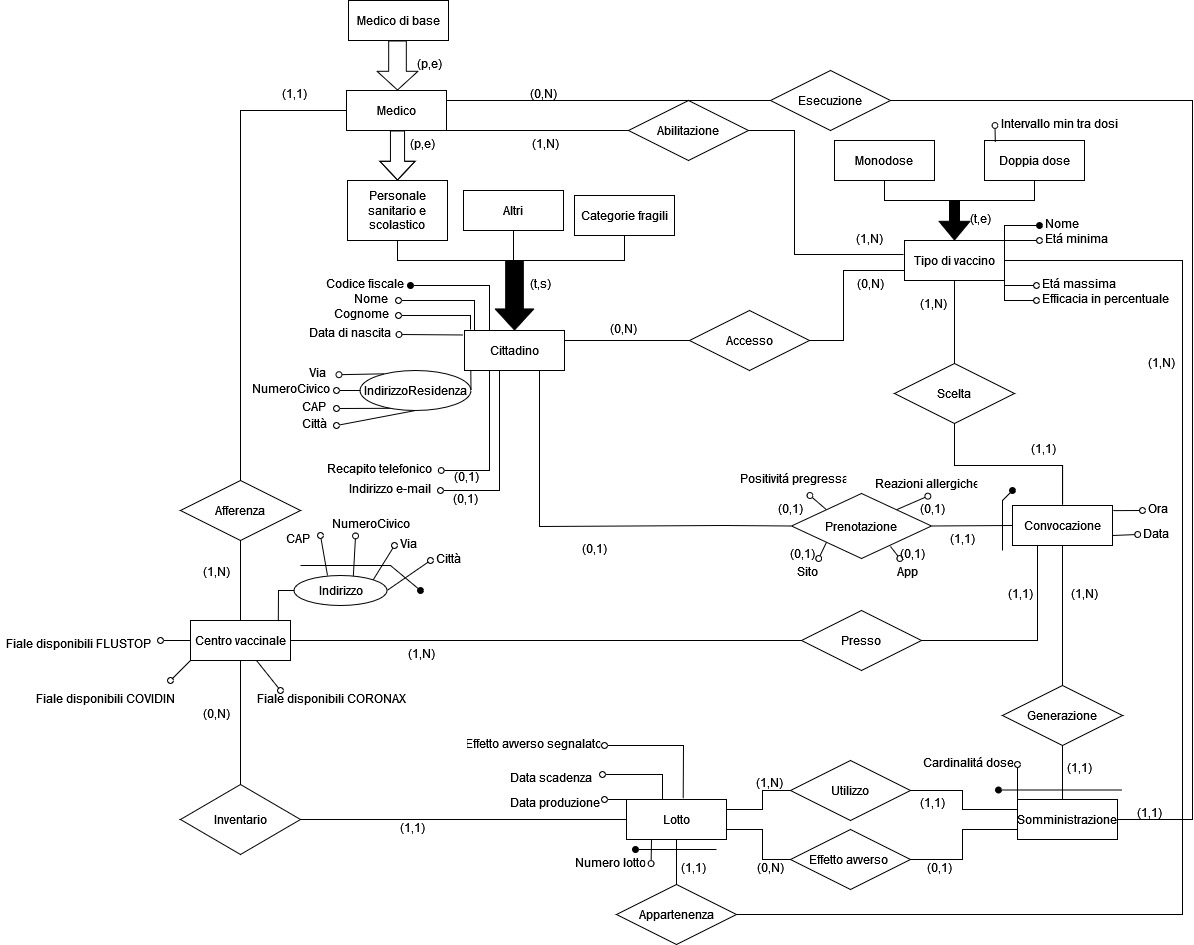 Medico di base
(p,e)
(1,1)
Medico
(0,N)
Esecuzione
(p,e)
(1,N)
Abilitazione
Intervallo min tra dosi
Monodose
Doppia dose
Personale
sanitario e
scolastico
Altri
Categorie fragili
(t,e)
Nome
Etá minima
(1,N)
Tipo di vaccino
Codice fiscale
(t,s)
(0,N)
Etá massima
Nome
(1,N)
Efficacia in percentuale
Cognome
Data di nascita
(0,N)
Cittadino
Accesso
(1,N)
Via
NumeroCivico
IndirizzoResidenza
CAP
Città
Scelta
(1,1)
Recapito telefonico
(0,1)
Indirizzo e-mail
(0,1)
Positivitá pregressa
Reazioni allergiche
(0,1)
(0,1)
Afferenza
Prenotazione
(1,1)
Convocazione
Ora
Data
NumeroCivico
CAP
Via
Città
(0,1)
(0,1)
(0,1)
Sito
App
(1,N)
Indirizzo
(1,1)
(1,N)
Fiale disponibili FLUSTOP
Centro vaccinale
(1,N)
Presso
Fiale disponibili COVIDIN
Fiale disponibili CORONAX
(0,N)
Generazione
Effetto avverso segnalato
Cardinalitá dose
(1,1)
Data scadenza
(1,N)
Utilizzo
(1,1)
Data produzione
Inventario
(1,1)
Lotto
Somministrazione
(1,1)
Numero lotto
(1,1)
(0,N)
Effetto avverso
(0,1)
Appartenenza